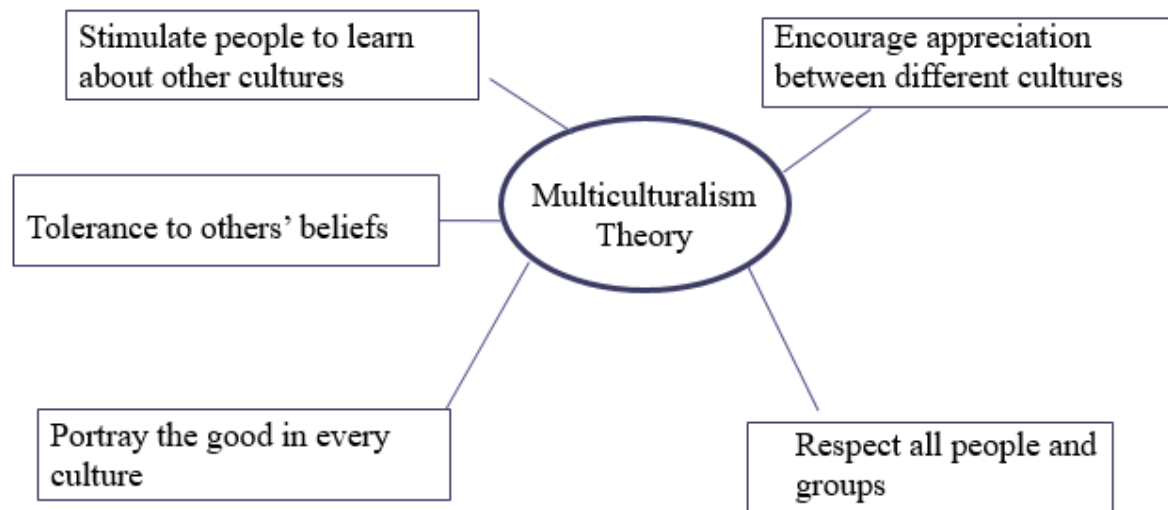 Stimulate people to learn
about other cultures
Encourage appreciation
between different cultures
Multiculturalism
Theory
Tolerance to others’ beliefs
Portray the good in every
culture
Respect all people and
groups